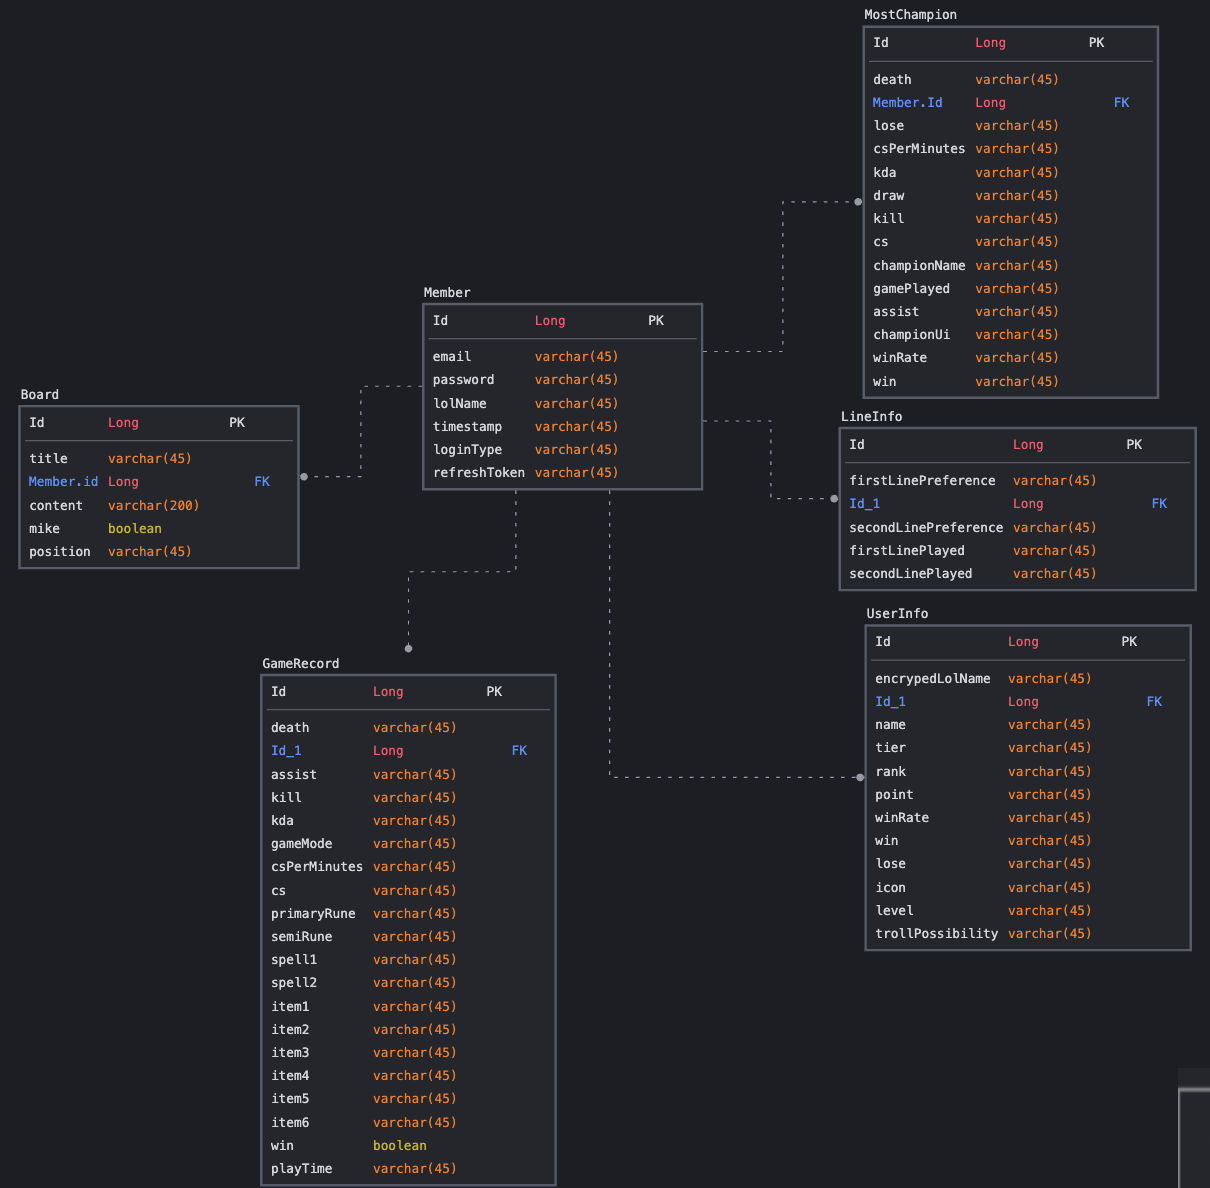 MostChampion
Id Long PK
death varchar(45)
Member.Id Long FK
lose varchar(45)
csPerMinutes varchar(45)
kda varchar(45)
draw varchar(45)
kill varchar(45)
cs varchar(45)
championName varchar(45)
gamePlayed varchar(45)
assist varchar(45)
championUi varchar(45)
winRate varchar(45)
win varchar(45)
Member
Id Long PK
email varchar(45)
password varchar(45)
lolName varchar(45)
timestamp varchar(45)
loginType varchar(45)
refreshToken varchar(45)
Board
Id Long PK
title varchar(45)
Member.id Long FK
content varchar(200)
mike boolean
position varchar(45)
LineInfo
Id Long PK
firstLinePreference varchar(45)
Id_1 Long FK
secondLinePreference varchar(45)
firstLinePlayed varchar(45)
secondLinePlayed varchar(45)
UserInfo
Id Long PK
encrypedLolName varchar(45)
Id_1 Long FK
name varchar(45)
tier varchar(45)
rank varchar(45)
point varchar(45)
winRate varchar(45)
win varchar(45)
lose varchar(45)
icon varchar(45)
level varchar(45)
trollPossibility varchar(45)
GameRecord
Id Long PK
death varchar(45)
Id_1 Long FK
assist varchar(45)
kill varchar(45)
kda varchar(45)
gameMode varchar(45)
csPerMinutes varchar(45)
cs varchar(45)
primaryRune varchar(45)
semiRune varchar(45)
spell1 varchar(45)
spell2 varchar(45)
item1 varchar(45)
item2 varchar(45)
item3 varchar(45)
item4 varchar(45)
item5 varchar(45)
item6 varchar(45)
win boolean
playTime varchar(45)